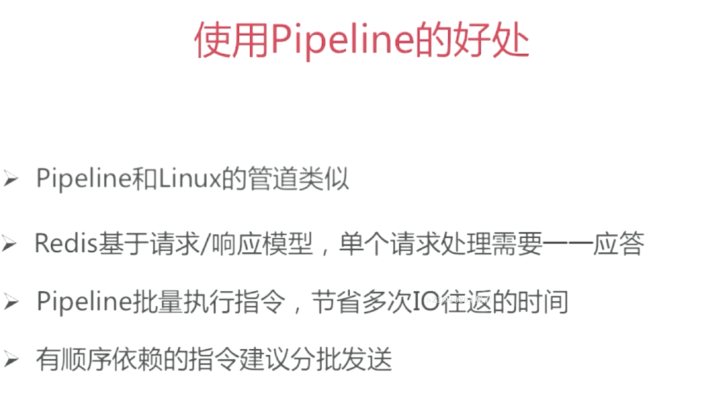 使用Pipeline的好处
Pipeline和Linux的管道类似
Redis基于请求/响应模型，单个请求处理需要一一应答
Pipeline批量执行指令，节省多次IO往返的时间
有顺序依赖的指令建议分批发送